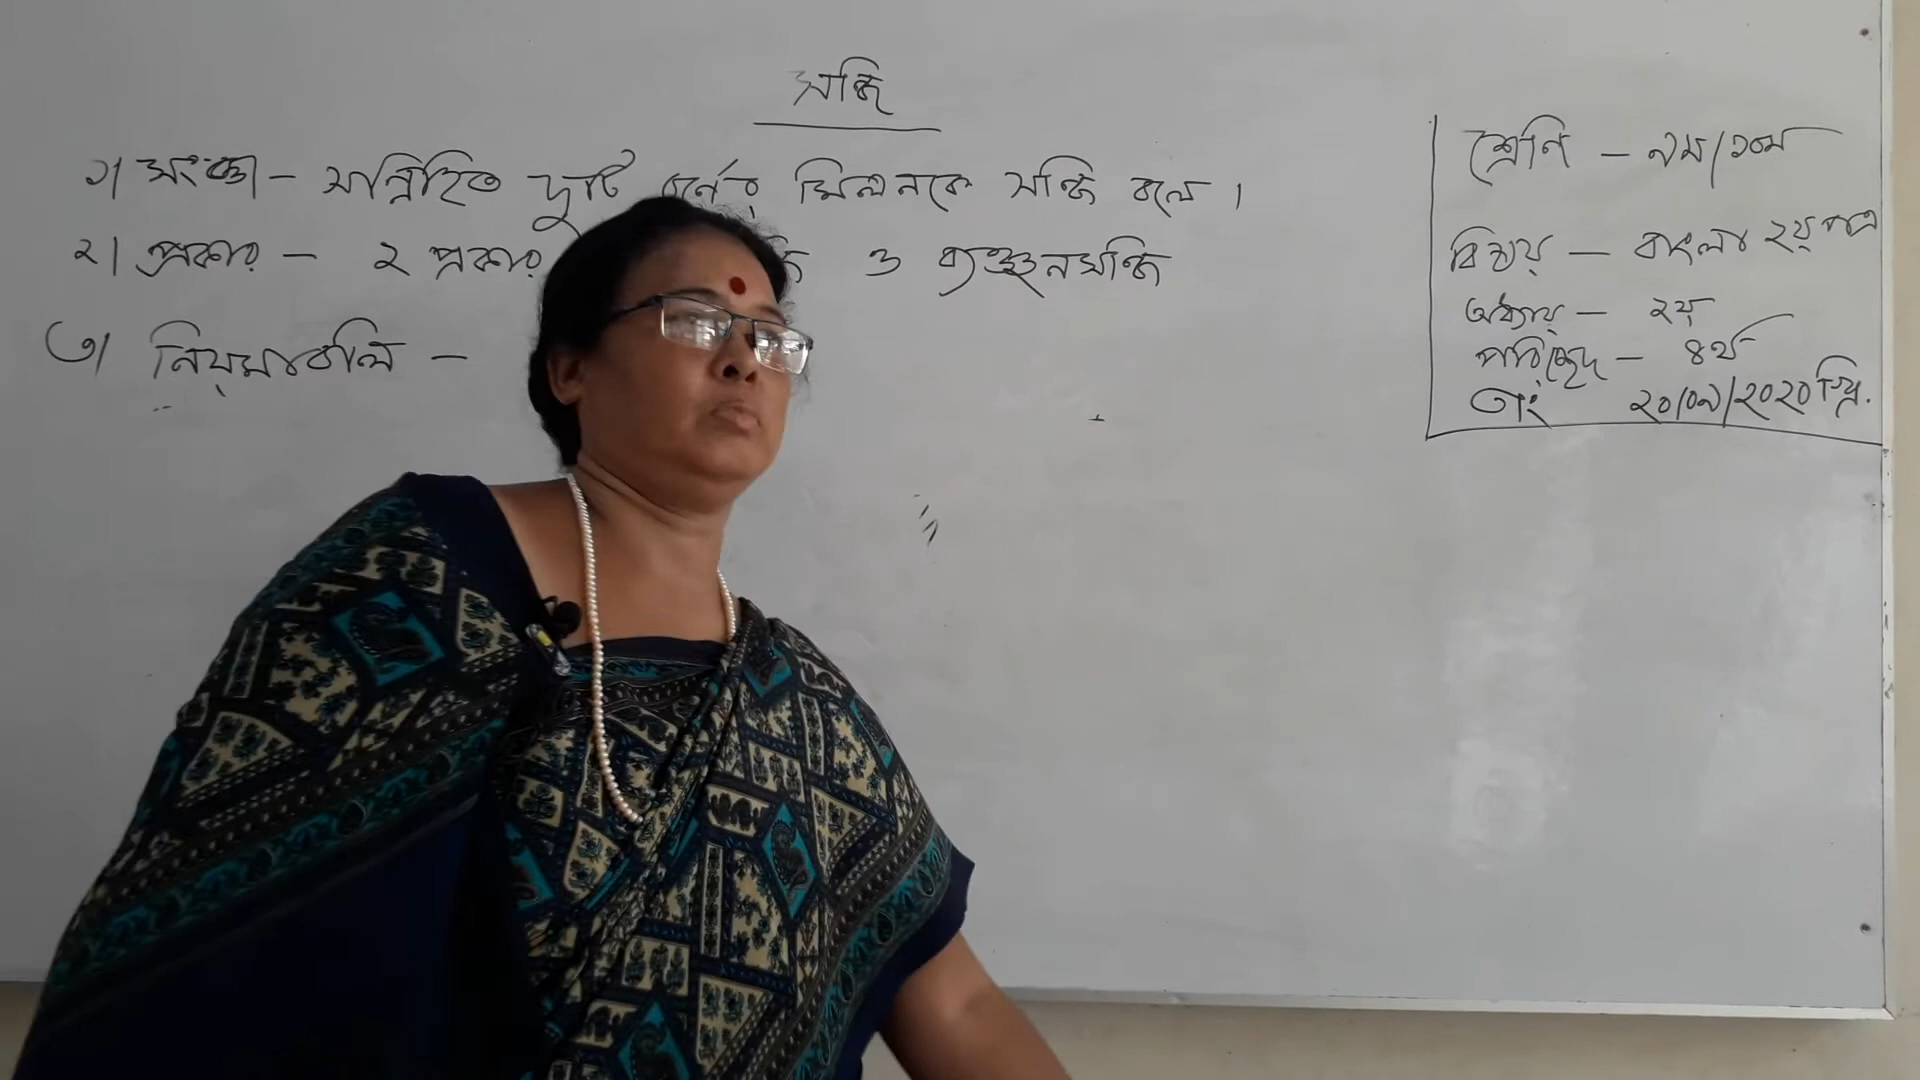 সন্ধি
১। সংজ্ঞা – সন্নিহিত দুটি বর্ণের মিলনকে সন্ধি বলে।
২। প্রকার – ২ প্রকার ও ব্যঞ্জনসন্ধি
৩। নিয়মাবলি –
শ্রেণি – ৯ম/১০ম
বিষয় – বাংলা ২য় পত্র
অধ্যায় – ২য়
পরিচ্ছেদ – ৪র্থ
তাং ২০/০৯/২০২০ খ্রি.